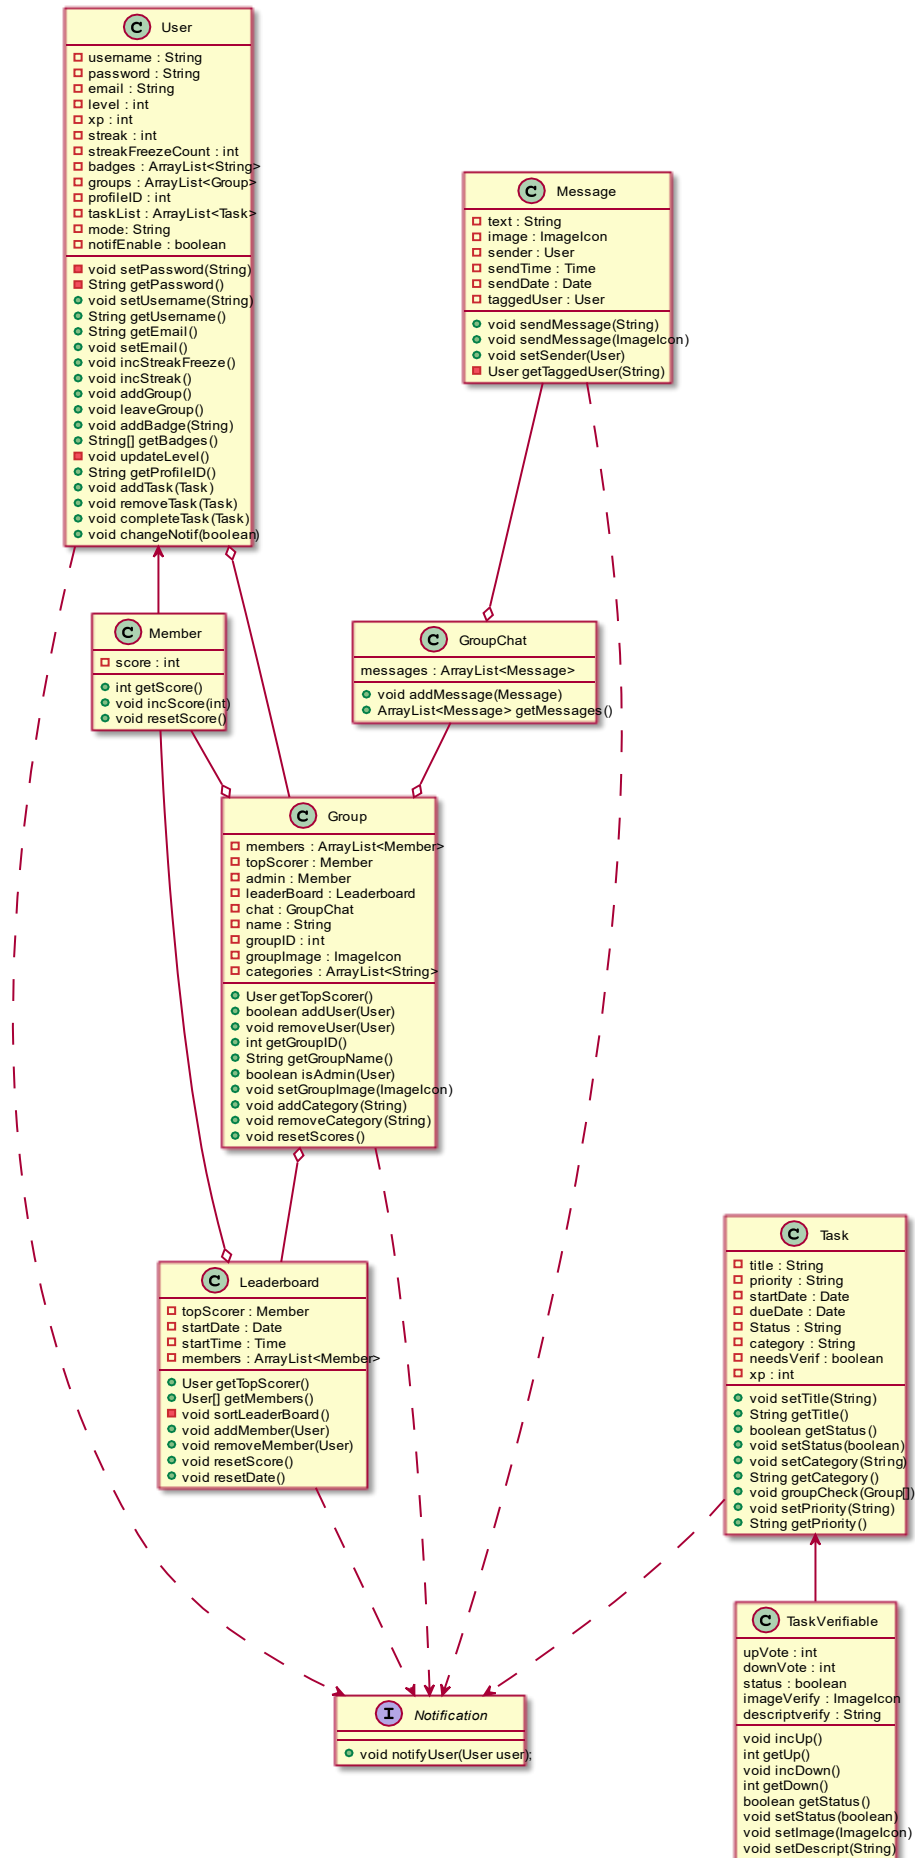 C User
username : String
password : String
email : String
level : int
xp : int
streak : int
streakFreezeCount : int
badges : ArrayList<String>
groups : ArrayList<Group>
profileID : int
taskList : ArrayList<Task>
mode: String
notifEnable : boolean
void setPassword(String)
String getPassword()
void setUsername(String)
String getUsername()
String getEmail()
void setEmail()
void incStreakFreeze()
void incStreak()
void addGroup()
void leaveGroup()
void addBadge(String)
String[] getBadges()
void updateLevel()
String getProfileID()
void addTask(Task)
void removeTask(Task)
void completeTask(Task)
void changeNotif(boolean)
C Message
text : String
image : ImageIcon
sender : User
sendTime : Time
sendDate : Date
taggedUser : User
void sendMessage(String)
void sendMessage(ImageIcon)
void setSender(User)
User getTaggedUser(String)
C Member
score : int
int getScore()
void incScore(int)
void resetScore()
C GroupChat
messages : ArrayList<Message>
void addMessage(Message)
ArrayList<Message> getMessages()
C Group
members : ArrayList<Member>
topScorer : Member
admin : Member
leaderBoard : Leaderboard
chat : GroupChat
name : String
groupID : int
groupImage : ImageIcon
categories : ArrayList<String>
User getTopScorer()
boolean addUser(User)
void removeUser(User)
int getGroupID()
String getGroupName()
boolean isAdmin(User)
void setGroupImage(ImageIcon)
void addCategory(String)
void removeCategory(String)
void resetScores()
C Leaderboard
topScorer : Member
startDate : Date
startTime : Time
members : ArrayList<Member>
User getTopScorer()
User[] getMembers()
void sortLeaderBoard()
void addMember(User)
void removeMember(User)
void resetScore()
void resetDate()
C Task
title : String
priority : String
startDate : Date
dueDate : Date
Status : String
category : String
needsVerif : boolean
xp : int
void setTitle(String)
String getTitle()
boolean getStatus()
void setStatus(boolean)
void setCategory(String)
String getCategory()
void groupCheck(Group[])
void setPriority(String)
String getPriority()
C TaskVerifiable
upVote : int
downVote : int
status : boolean
imageVerify : ImageIcon
descriptverify : String
void incUp()
int getUp()
void incDown()
int getDown()
boolean getStatus()
void setStatus(boolean)
void setImage(ImageIcon)
void setDescript(String)
I Notification
void notifyUser(User user);